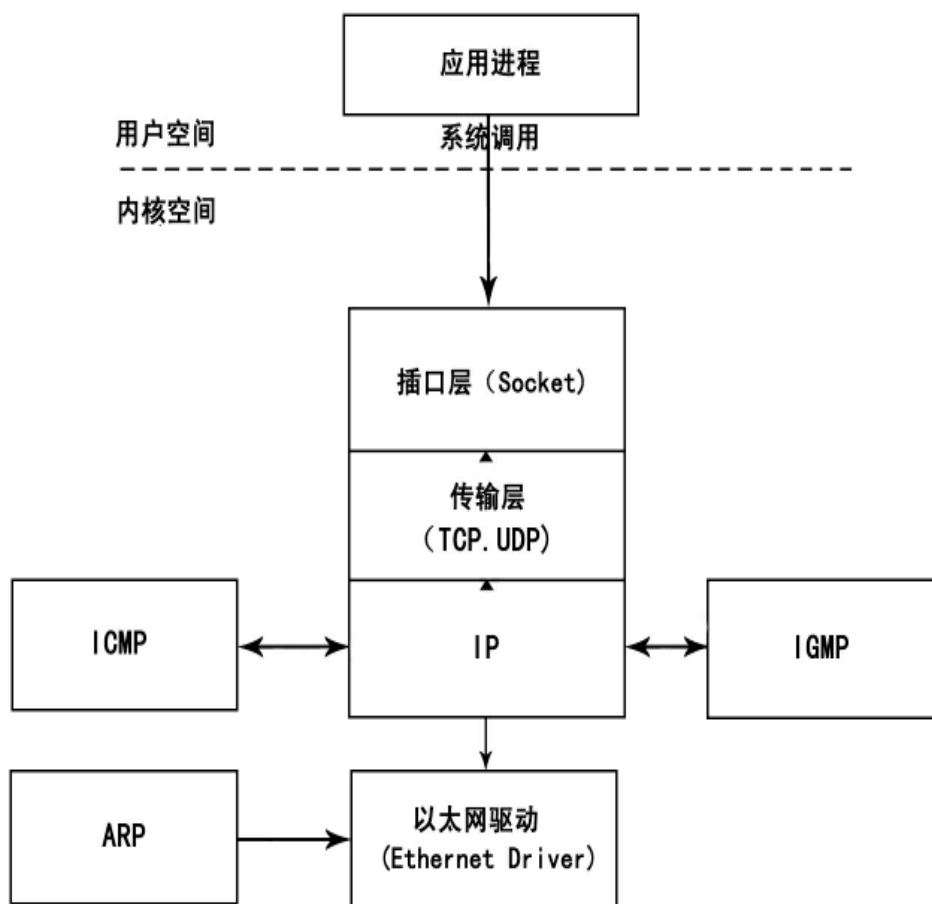 应用进程
用户空间
系统调用
内核空间
插口层（Socket)
传输层
（TCP.UDP)
ICMP
IP
IGMP
ARP
以太网驱动
(Ethernet Driver)